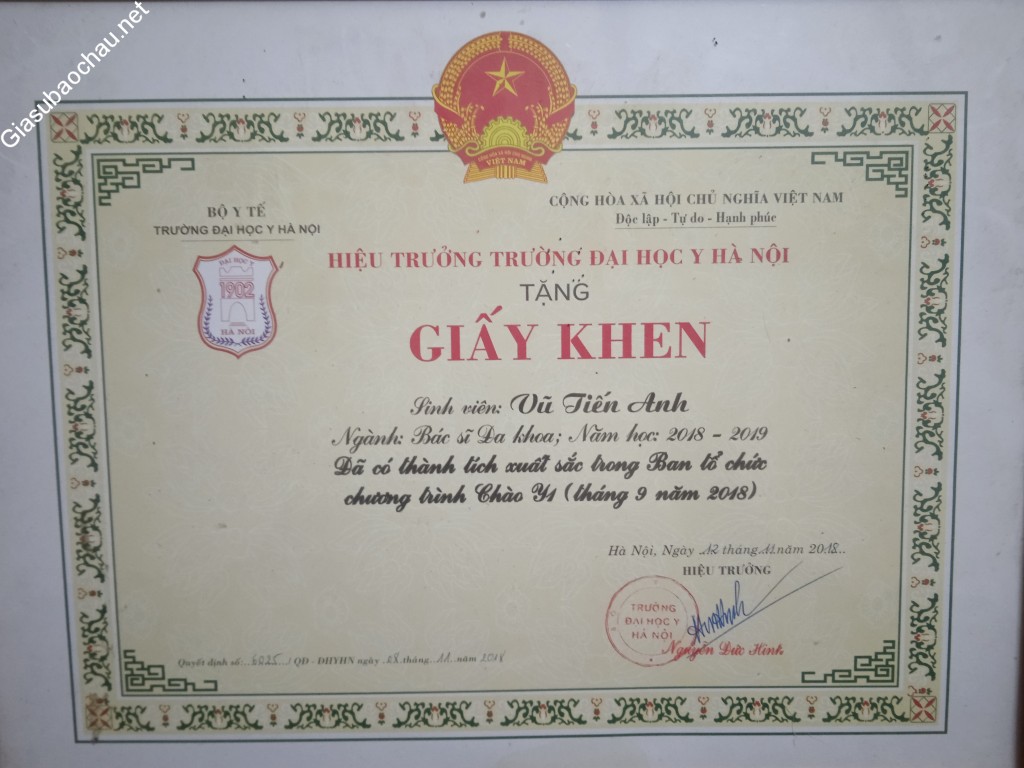 Giasubaochau.net
VIỆT NAM
CỘNG HÒA XÃ HỘI CHỦ NGHĨA VIỆT NAM
Độc lập - Tự do - Hạnh phúc
BỘ Y TẾ
TRƯỜNG ĐẠI HỌC Y HÀ NỘI
ĐẠI HỌC Y
1902
HÀ NỘI
HIỆU TRƯỞNG TRƯỜNG ĐẠI HỌC Y HÀ NỘI
TẶNG
GIẤY KHEN
Sinh viên: Vũ Tiến Anh
Ngành: Bác sĩ Đa khoa; Năm học: 2018 - 2019
Đã có thành tích xuất sắc trong Ban tổ chức
chương trình Chào Y1 (tháng 9 năm 2018)
Hà Nội, Ngày 12 tháng 11 năm 2018..
HIỆU TRƯỞNG
TRƯỜNG
ĐẠI HỌC Y
HÀ NỘI
Nguyễn Đức Hinh
Quyết định số: 6025 /QĐ - ĐHYHN ngày 08 tháng 11 năm 2018